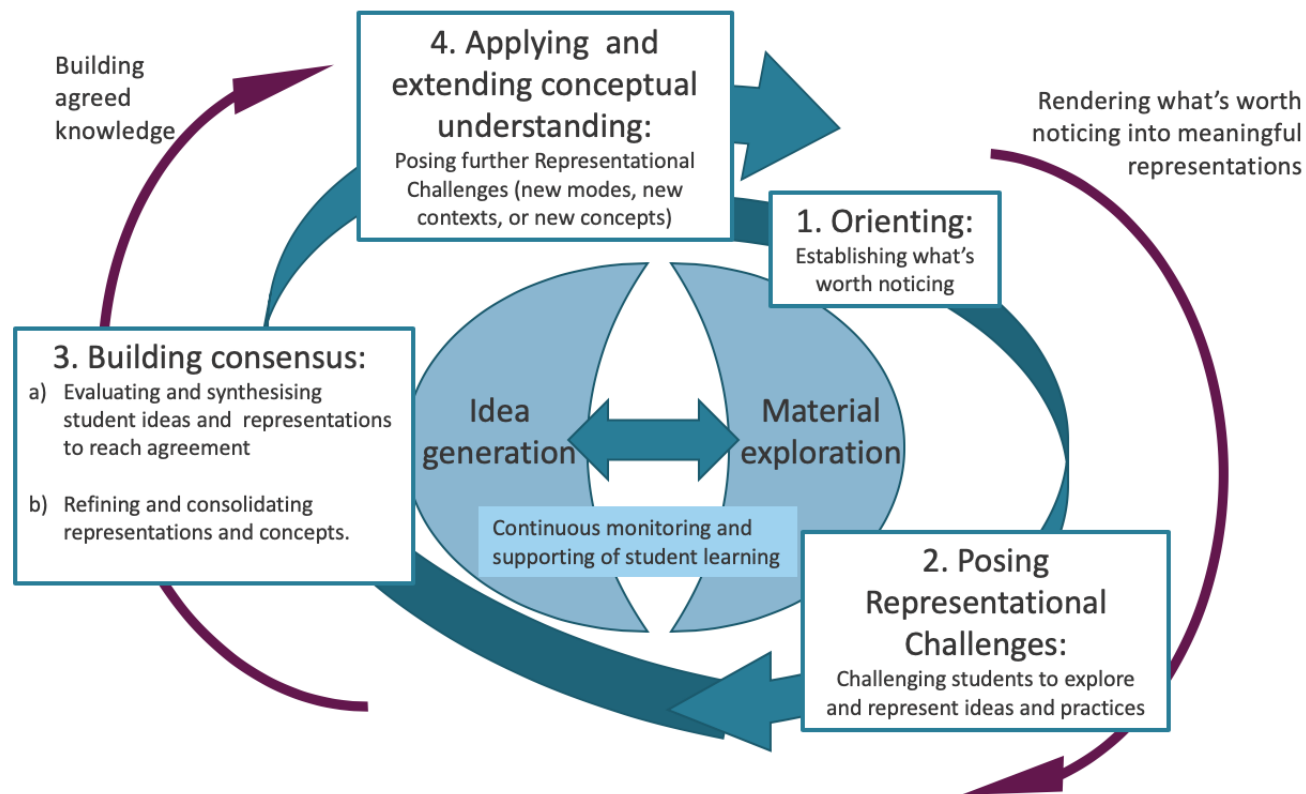 Building
agreed
knowledge
4. Applying and
extending conceptual
understanding:
Posing further Representational
Challenges (new modes, new
contexts, or new concepts)
Rendering what's worth
noticing into meaningful
representations
1. Orienting:
Establishing what's
worth noticing
3. Building consensus:
a) Evaluating and synthesising
student ideas and representations
to reach agreement
b) Refining and consolidating
representations and concepts.
Idea
generation
Material
exploration
Continuous monitoring and
supporting of student learning
2. Posing
Representational
Challenges:
Challenging students to explore
and represent ideas and practices